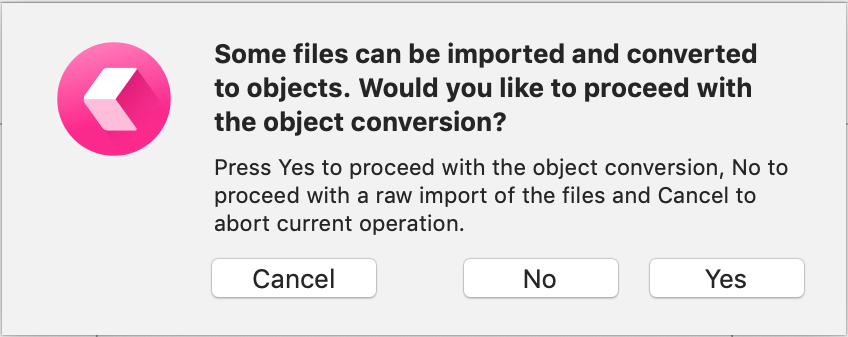 Some files can be imported and converted
to objects. Would you like to proceed with
the object conversion?
Press Yes to proceed with the object conversion, No to
proceed with a raw import of the files and Cancel to
abort current operation.
Cancel
No
Yes